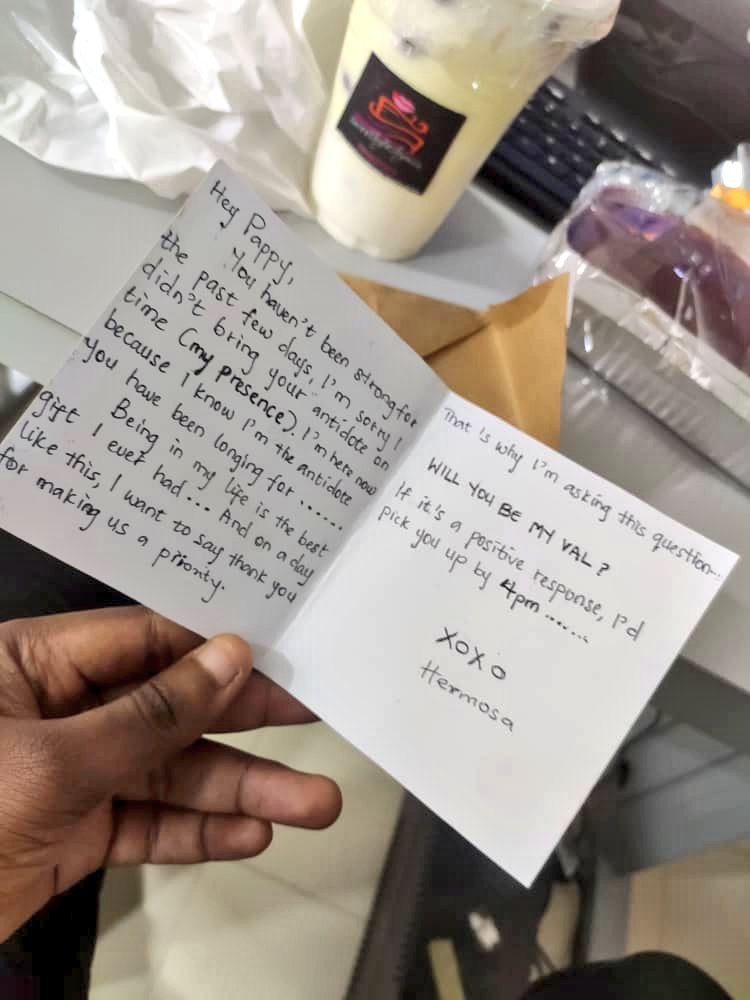 Hey Pappy,
You haven't been strong for
the past few days, I'm sorry I
didn't bring your antidote on
time (my presence). I'm here now
because I know I'm the antidote
you have been longing for ......
Being in my life is the best
gift I ever had... And on a day
like this, I want to say thank you
for making us a priority.
That is why I'm asking this question...
WILL YOU BE MY VAL?
If it's a positive response, I'd
pick you up by 4pm .......
XOXO
Hermosa